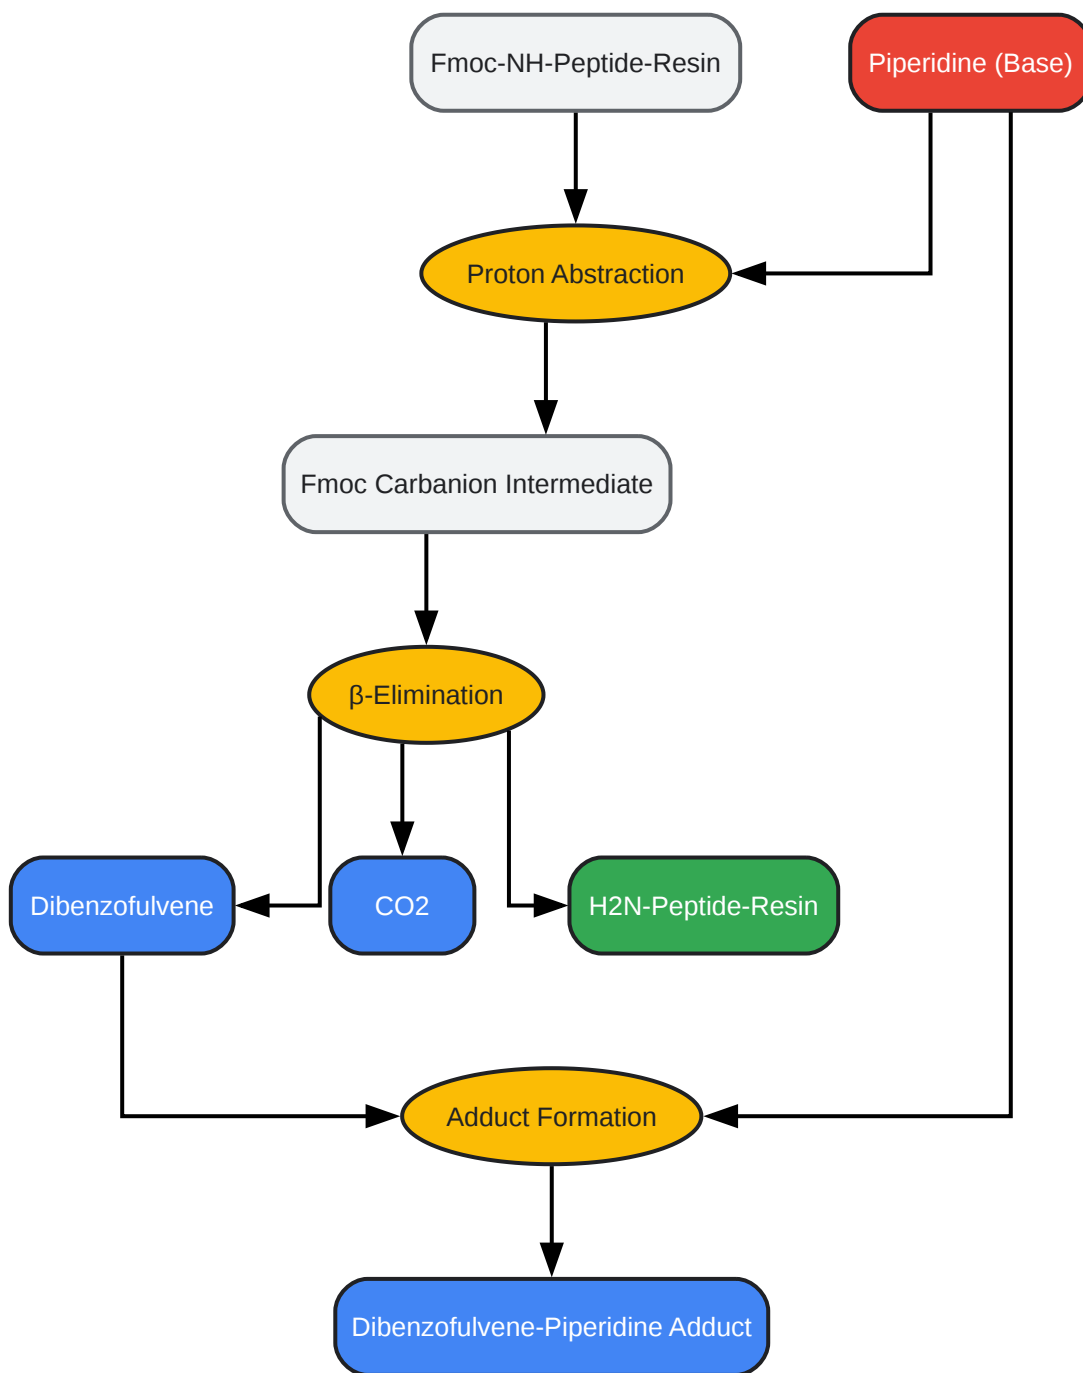 Fmoc-NH-Peptide-Resin
Piperidine (Base)
Proton Abstraction
Fmoc Carbanion Intermediate
β-Elimination
Dibenzofulvene
CO2
H2N-Peptide-Resin
Adduct Formation
Dibenzofulvene-Piperidine Adduct